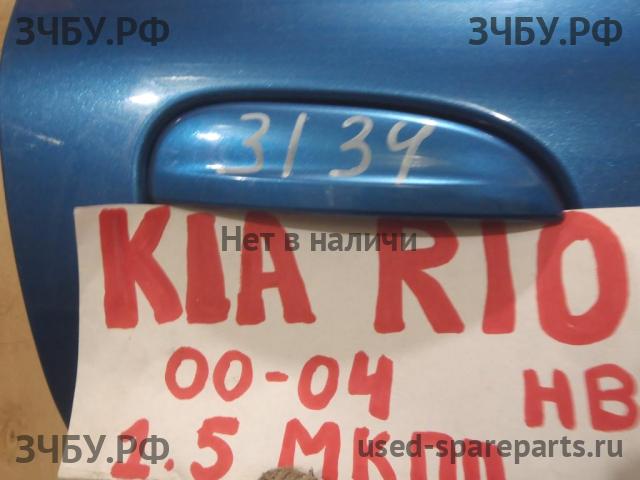 ЗЧБУ.РФ ЗЧБУ.РФ
3134
KIA RIO
Нет в наличи
00-04 HB
1.5 МКПП
ЗЧБУ.РФ used-spareparts.ru